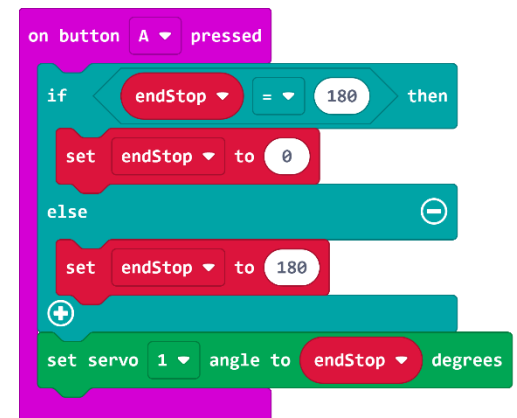 on button A pressed
if endStop = 180 then
set endStop to 0
else
set endStop to 180
set servo 1 angle to endStop degrees